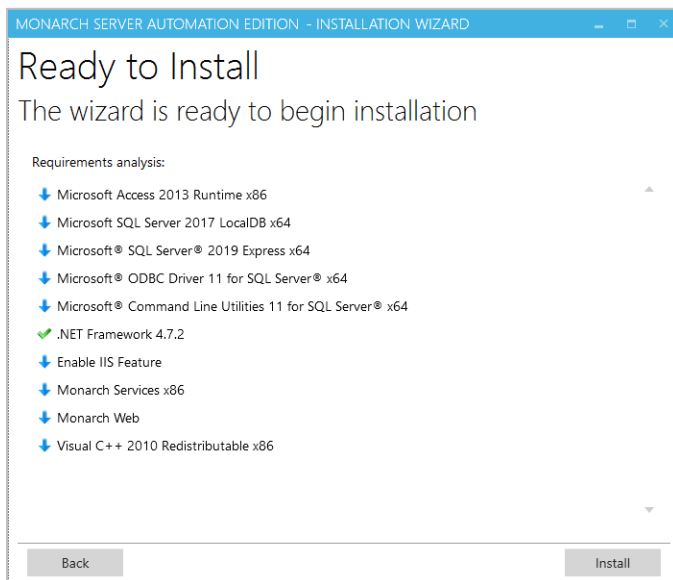 MONARCH SERVER AUTOMATION EDITION - INSTALLATION WIZARD
Ready to Install
The wizard is ready to begin installation
Requirements analysis:
Microsoft Access 2013 Runtime x86
Microsoft SQL Server 2017 LocalDB x64
Microsoft® SQL Server® 2019 Express x64
Microsoft® ODBC Driver 11 for SQL Server® x64
Microsoft® Command Line Utilities 11 for SQL Server® x64
.NET Framework 4.7.2
Enable IIS Feature
Monarch Services x86
Monarch Web
Visual C++ 2010 Redistributable x86
Back Install